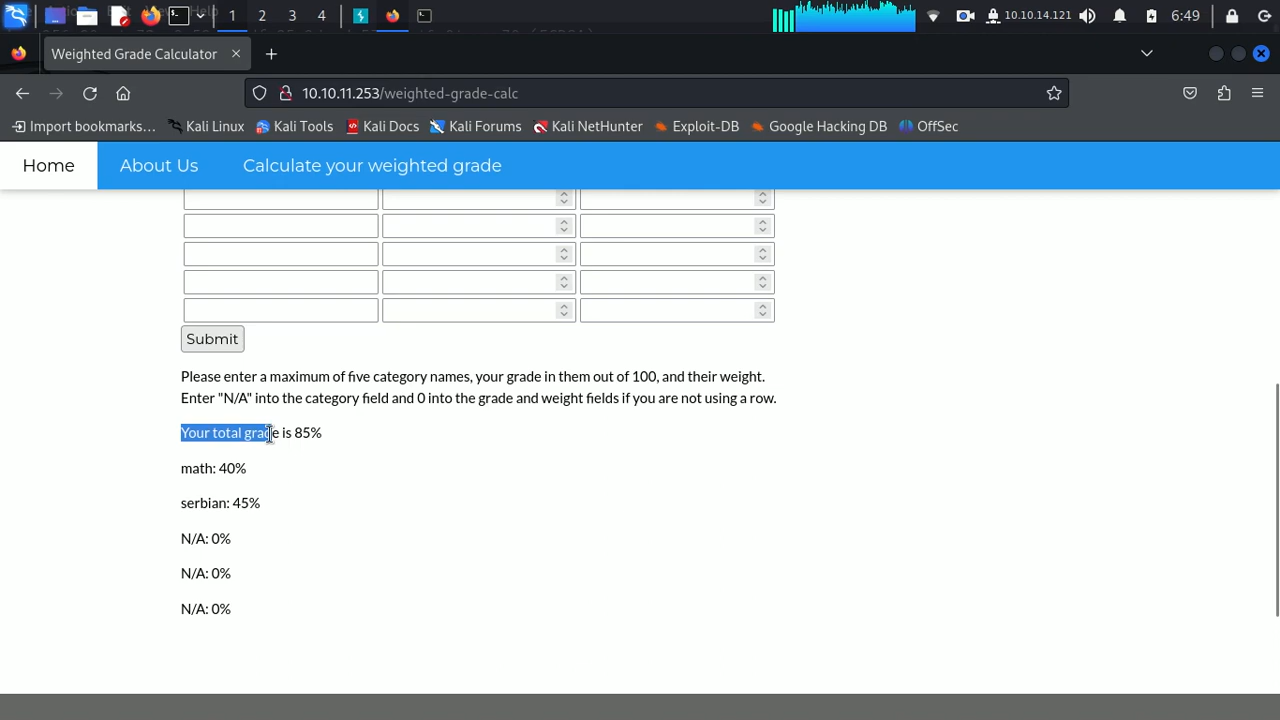 1 2 3 4
10.10.14.121
6:49
Weighted Grade Calculator
10.10.11.253/weighted-grade-calc
Import bookmarks... Kali Linux Kali Tools Kali Docs Kali Forums Kali NetHunter Exploit-DB Google Hacking DB OffSec
Home About Us Calculate your weighted grade
Submit
Please enter a maximum of five category names, your grade in them out of 100, and their weight.
Enter "N/A" into the category field and 0 into the grade and weight fields if you are not using a row.
Your total grade is 85%
math: 40%
serbian: 45%
N/A: 0%
N/A: 0%
N/A: 0%